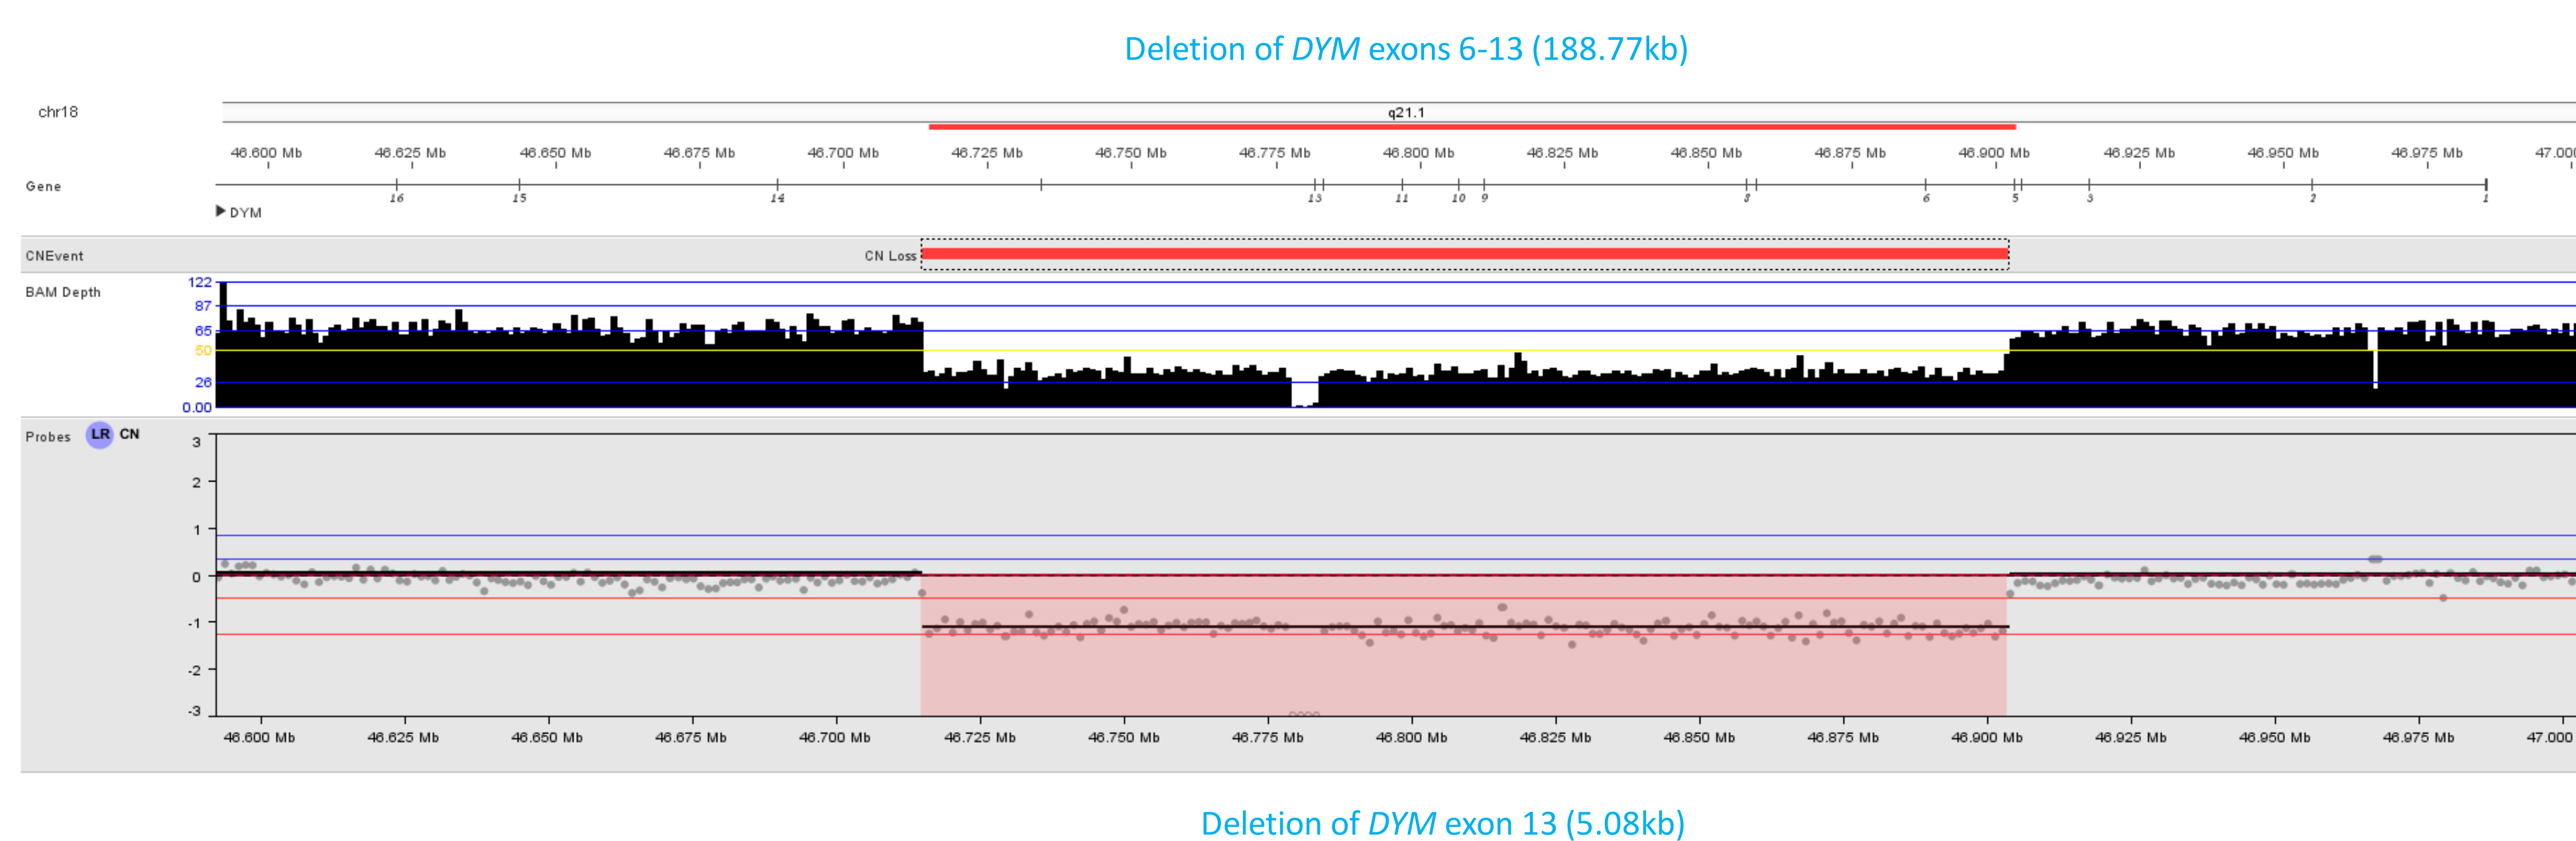 Deletion of DYM exons 6-13 (188.77kb)
chr18
q21.1
46.600 Mb 46.625 Mb 46.650 Mb 46.675 Mb 46.700 Mb 46.725 Mb 46.750 Mb 46.775 Mb 46.800 Mb 46.825 Mb 46.850 Mb 46.875 Mb 46.900 Mb 46.925 Mb 46.950 Mb 46.975 Mb 47.000
Gene
16 15 14 13 11 10 9 8 6 5 3 2 1
DYM
CNEvent CN Loss
BAM Depth
122
87
65
50
26
0.00
Probes LR CN
3
2
1
0
-1
-2
-3
46.600 Mb 46.625 Mb 46.650 Mb 46.675 Mb 46.700 Mb 46.725 Mb 46.750 Mb 46.775 Mb 46.800 Mb 46.825 Mb 46.850 Mb 46.875 Mb 46.900 Mb 46.925 Mb 46.950 Mb 46.975 Mb 47.000
Deletion of DYM exon 13 (5.08kb)